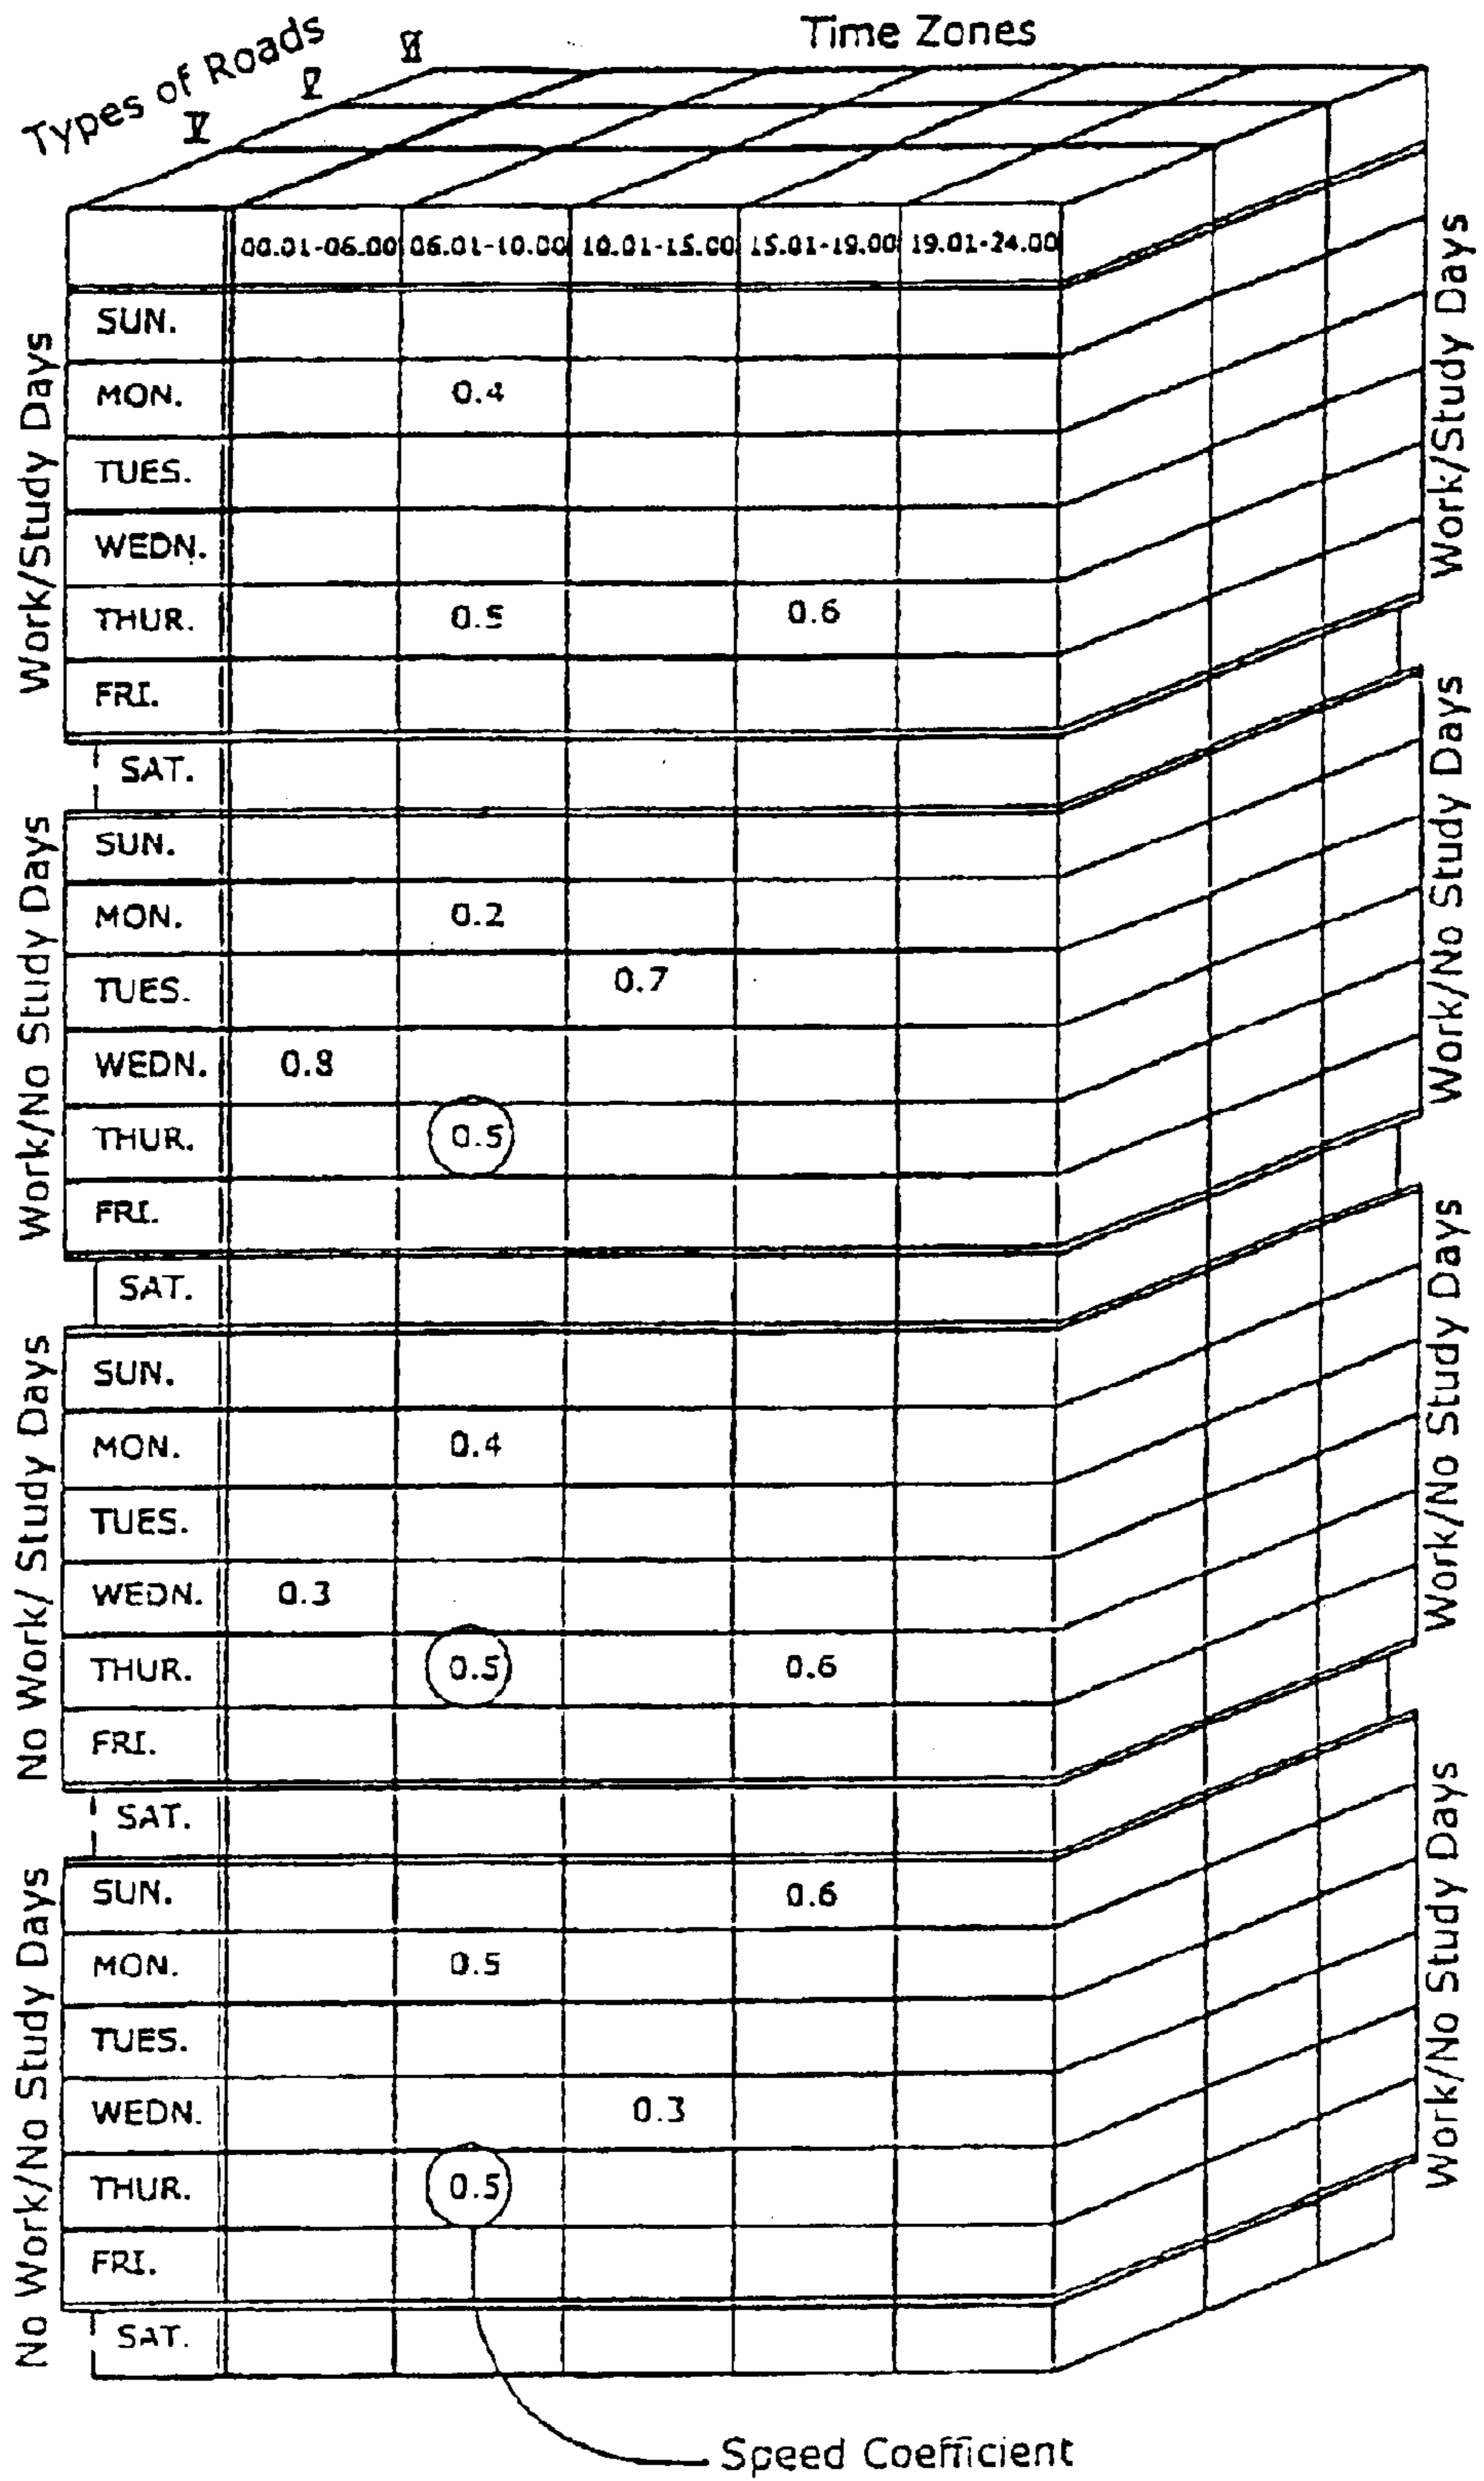 Types of Roads
Time Zones
IV
V
00.01-06.00 06.01-10.00 10.01-15.00 15.01-19.00 19.01-24.00
Work/Study Days
SUN.
MON. 0.4
TUES.
WEDN.
THUR. 0.5 0.6
FRI.
SAT.
Work/No Study Days
SUN.
MON. 0.2
TUES. 0.7
WEDN. 0.8
THUR. 0.5
FRI.
SAT.
No Work/ Study Days
SUN.
MON. 0.4
TUES.
WEDN. 0.3
THUR. 0.5 0.6
FRI.
SAT.
No Work/No Study Days
SUN. 0.6
MON. 0.5
TUES.
WEDN. 0.3
THUR. 0.5
FRI.
SAT.
Work/Study Days
Work/No Study Days
Work/No Study Days
Work/No Study Days
Speed Coefficient